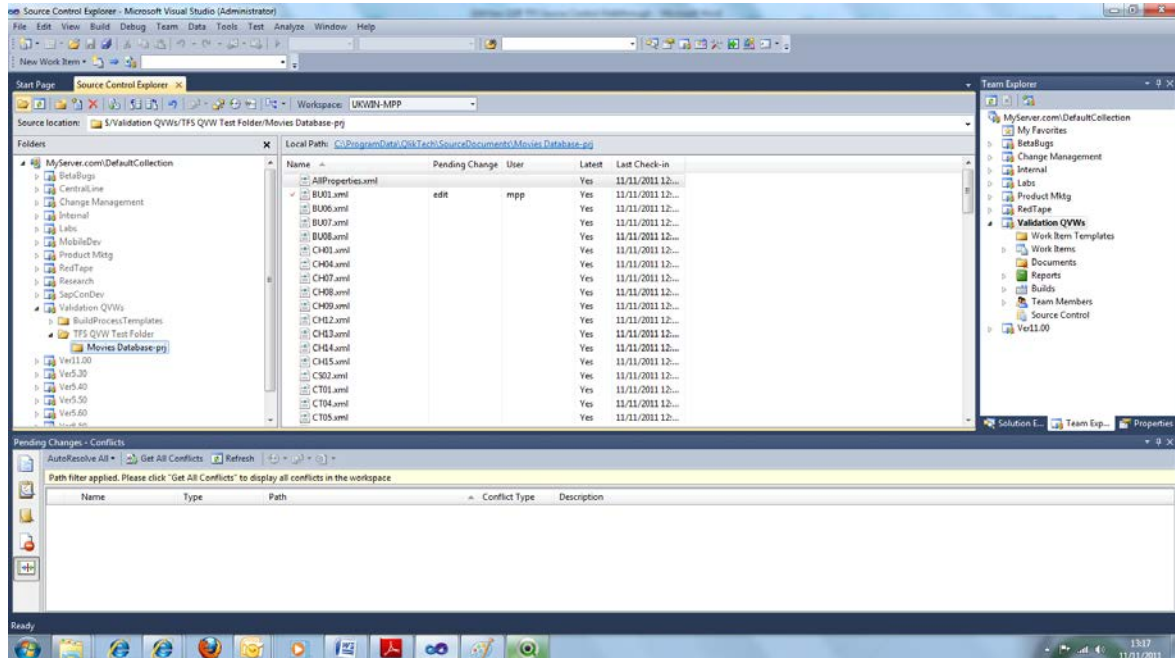 Source Control Explorer - Microsoft Visual Studio (Administrator)
File Edit View Build Debug Team Data Tools Test Analyze Window Help
New Work Item
Start Page Source Control Explorer
Workspace: UKWIN-MPP
Source location: $/Validation QVWs/TFS QVW Test Folder/Movies Database-prj
Folders
MyServer.com\DefaultCollection
BetaBugs
CentralLine
Change Management
Internal
Labs
MobileDev
Product Mktg
RedTape
Research
SapConDev
Validation QVWs
BuildProcessTemplates
TFS QVW Test Folder
Movies Database-prj
Ver11.00
Ver5.30
Ver5.40
Ver5.50
Ver5.60
Local Path: C:\ProgramData\QlikTech\SourceDocuments\Movies Database-prj
Name Pending Change User Latest Last Check-in
AllProperties.xml Yes 11/11/2011 12:...
BU01.xml edit mpp Yes 11/11/2011 12:...
BU06.xml Yes 11/11/2011 12:...
BU07.xml Yes 11/11/2011 12:...
BU08.xml Yes 11/11/2011 12:...
CH01.xml Yes 11/11/2011 12:...
CH04.xml Yes 11/11/2011 12:...
CH07.xml Yes 11/11/2011 12:...
CH08.xml Yes 11/11/2011 12:...
CH09.xml Yes 11/11/2011 12:...
CH12.xml Yes 11/11/2011 12:...
CH13.xml Yes 11/11/2011 12:...
CH14.xml Yes 11/11/2011 12:...
CH15.xml Yes 11/11/2011 12:...
CS02.xml Yes 11/11/2011 12:...
CT01.xml Yes 11/11/2011 12:...
CT04.xml Yes 11/11/2011 12:...
CT05.xml Yes 11/11/2011 12:...
Team Explorer
MyServer.com\DefaultCollection
My Favorites
BetaBugs
Change Management
Internal
Labs
Product Mktg
RedTape
Validation QVWs
Work Item Templates
Work Items
Documents
Reports
Builds
Team Members
Source Control
Ver11.00
Solution E... Team Exp... Properties
Pending Changes - Conflicts
AutoResolve All Get All Conflicts Refresh
Path filter applied. Please click "Get All Conflicts" to display all conflicts in the workspace
Name Type Path Conflict Type Description
Ready
13:17
11/11/2011